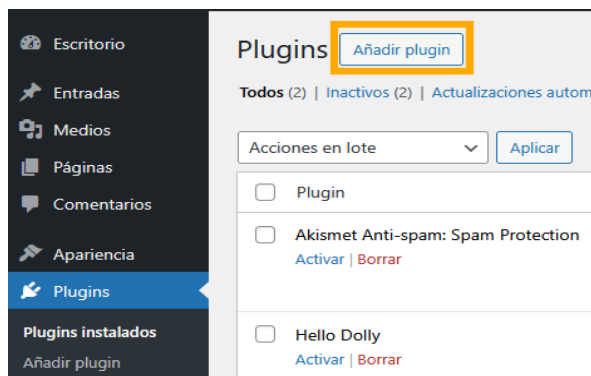 Escritorio
Entradas
Medios
Páginas
Comentarios
Apariencia
Plugins
Plugins instalados
Añadir plugin
Plugins Añadir plugin
Todos (2) | Inactivos (2) | Actualizaciones autom
Acciones en lote Aplicar
Plugin
Akismet Anti-spam: Spam Protection
Activar | Borrar
Hello Dolly
Activar | Borrar